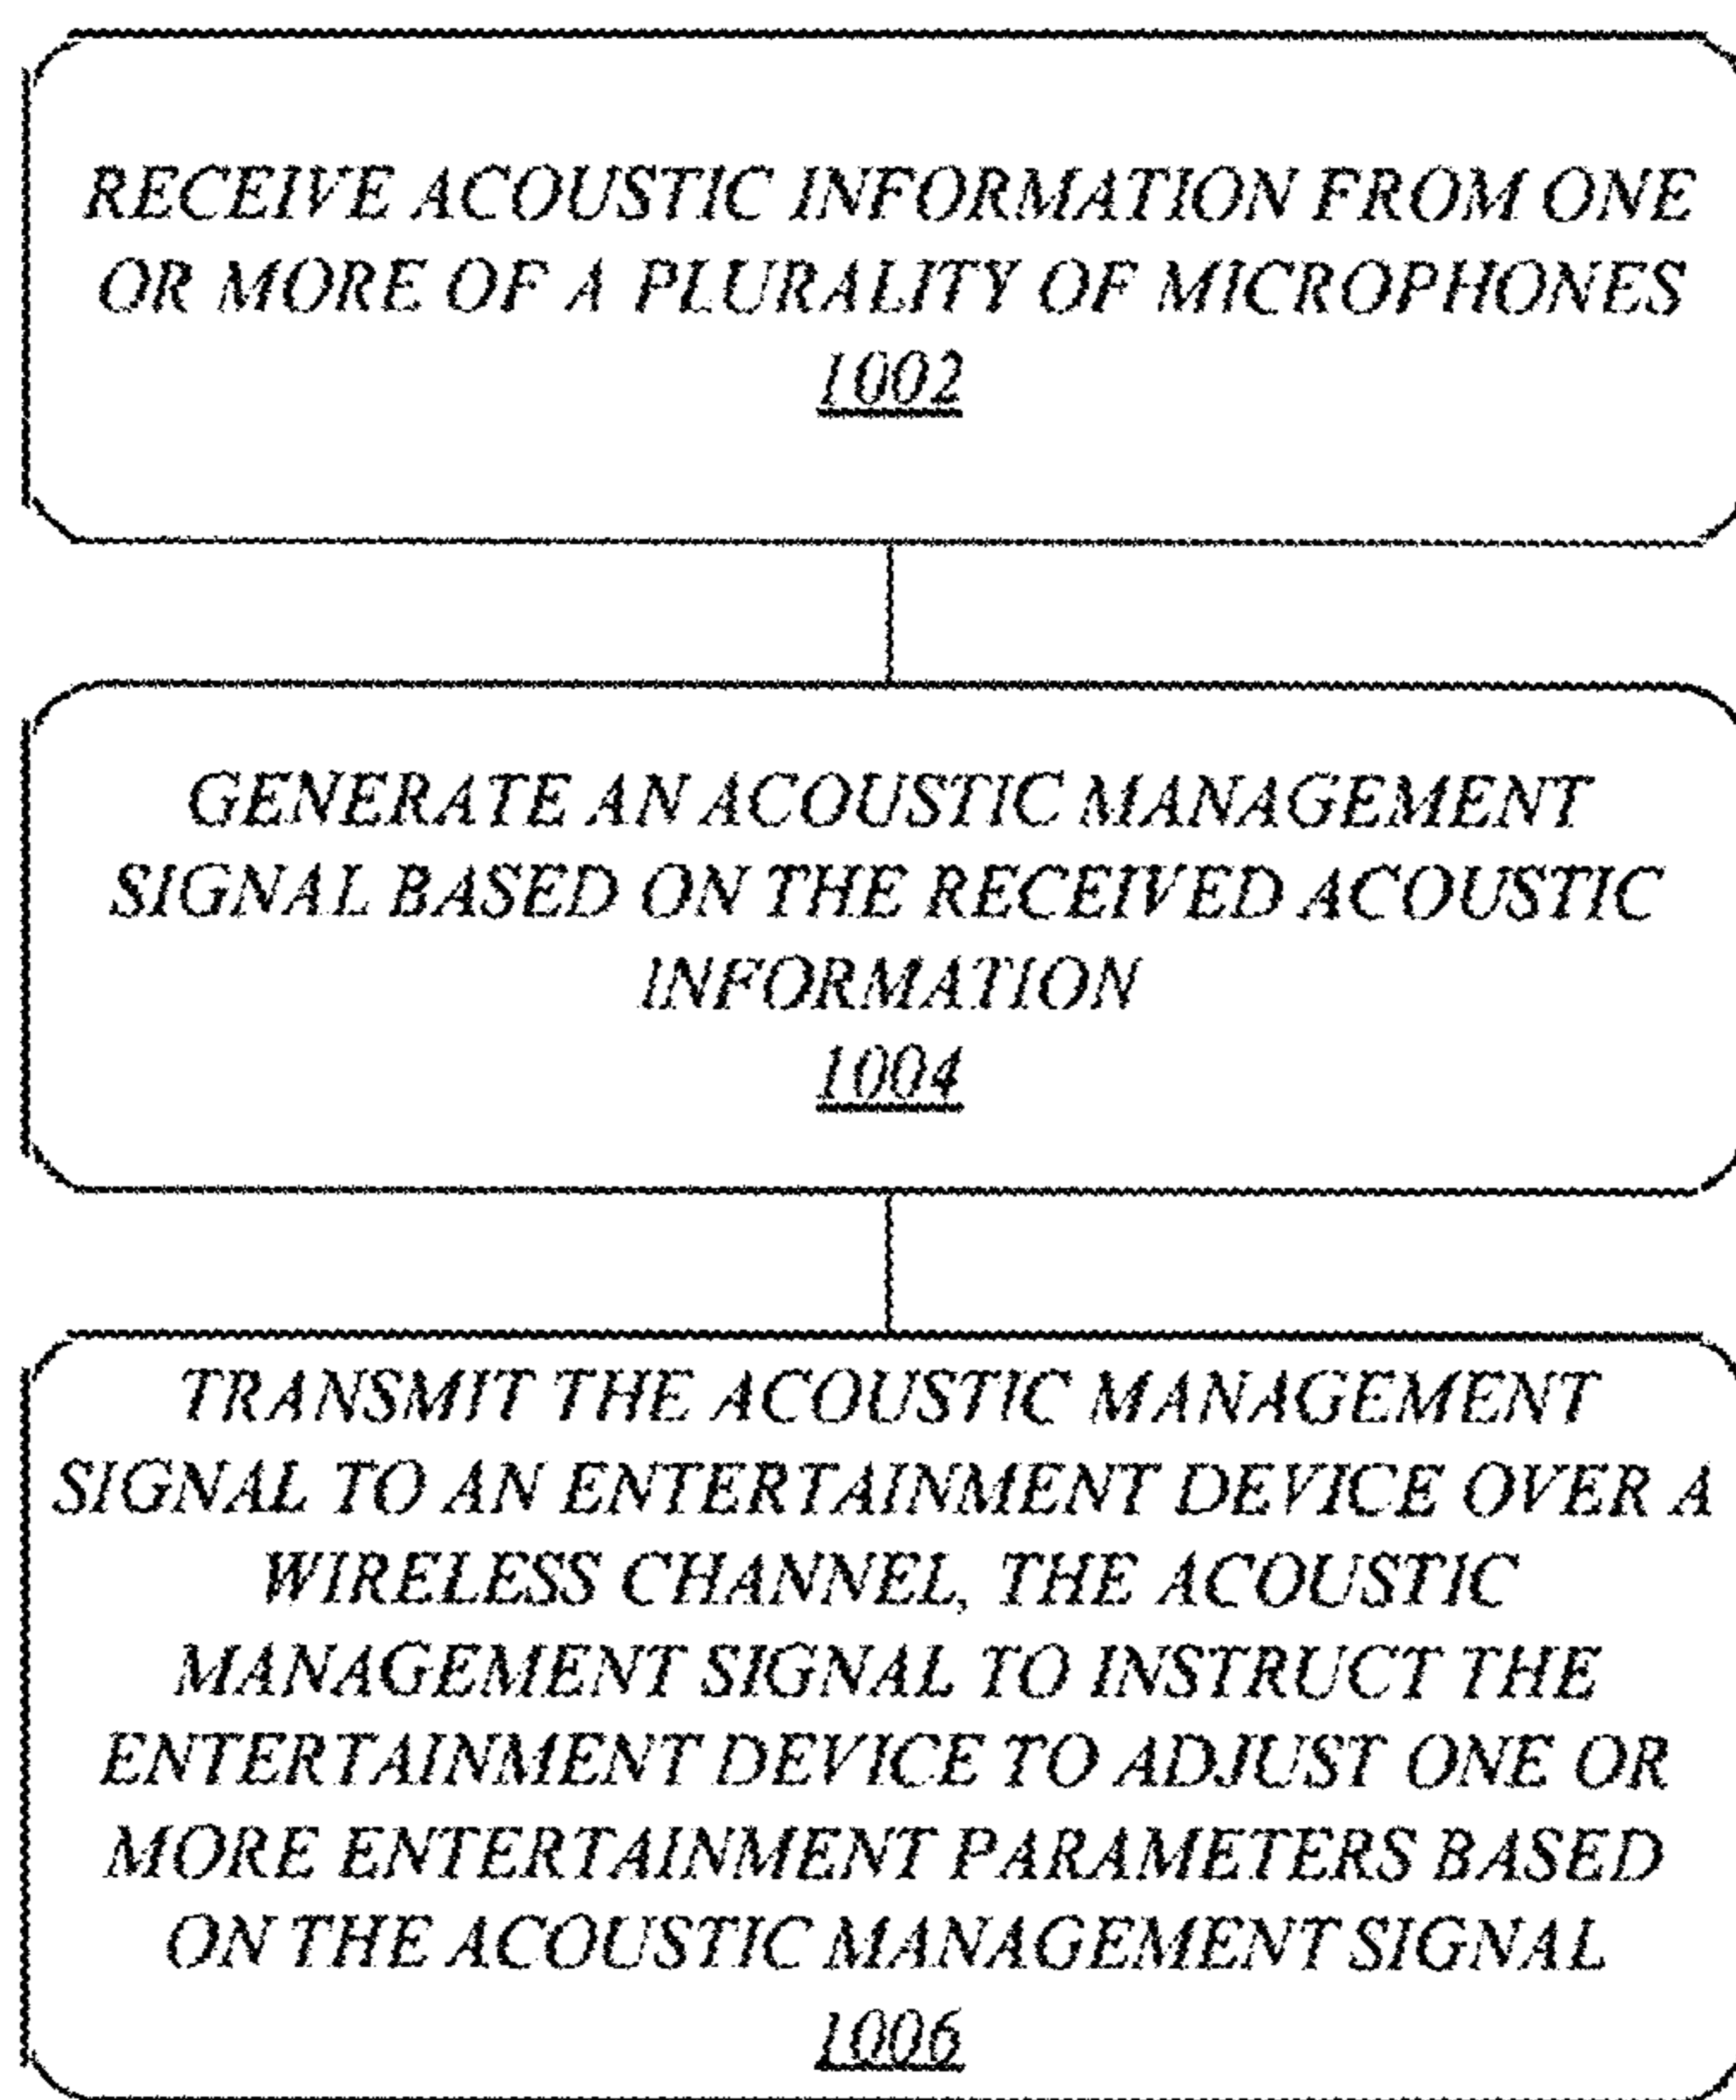 RECEIVE ACOUSTIC INFORMATION FROM ONE
OR MORE OF A PLURALITY OF MICROPHONES
1002
GENERATE AN ACOUSTIC MANAGEMENT
SIGNAL BASED ON THE RECEIVED ACOUSTIC
INFORMATION
1004
TRANSMIT THE ACOUSTIC MANAGEMENT
SIGNAL TO AN ENTERTAINMENT DEVICE OVER A
WIRELESS CHANNEL, THE ACOUSTIC
MANAGEMENT SIGNAL TO INSTRUCT THE
ENTERTAINMENT DEVICE TO ADJUST ONE OR
MORE ENTERTAINMENT PARAMETERS BASED
ON THE ACOUSTIC MANAGEMENT SIGNAL
1006